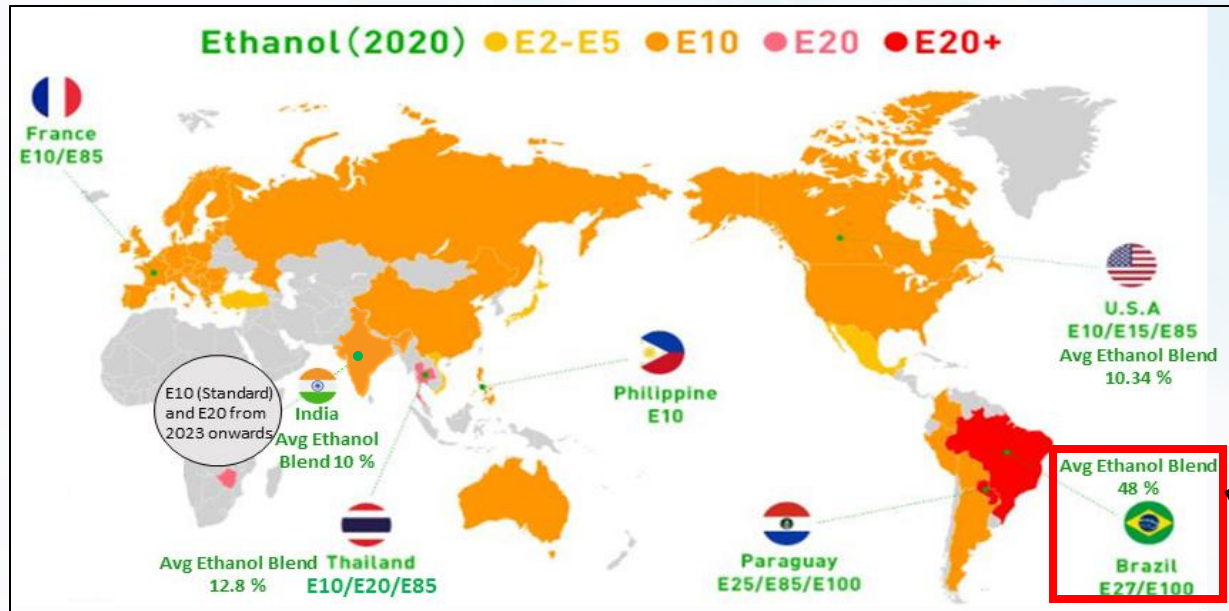 Ethanol(2020) E2-E5 E10 E20 E20+
France
E10/E85
E10 (Standard)
and E20 from
2023 onwards
India
Avg Ethanol
Blend 10 %
Avg Ethanol Blend
12.8 %
Thailand
E10/E20/E85
Philippine
E10
U.S.A
E10/E15/E85
Avg Ethanol Blend
10.34 %
Paraguay
E25/E85/E100
Avg Ethanol Blend
48 %
Brazil
E27/E100